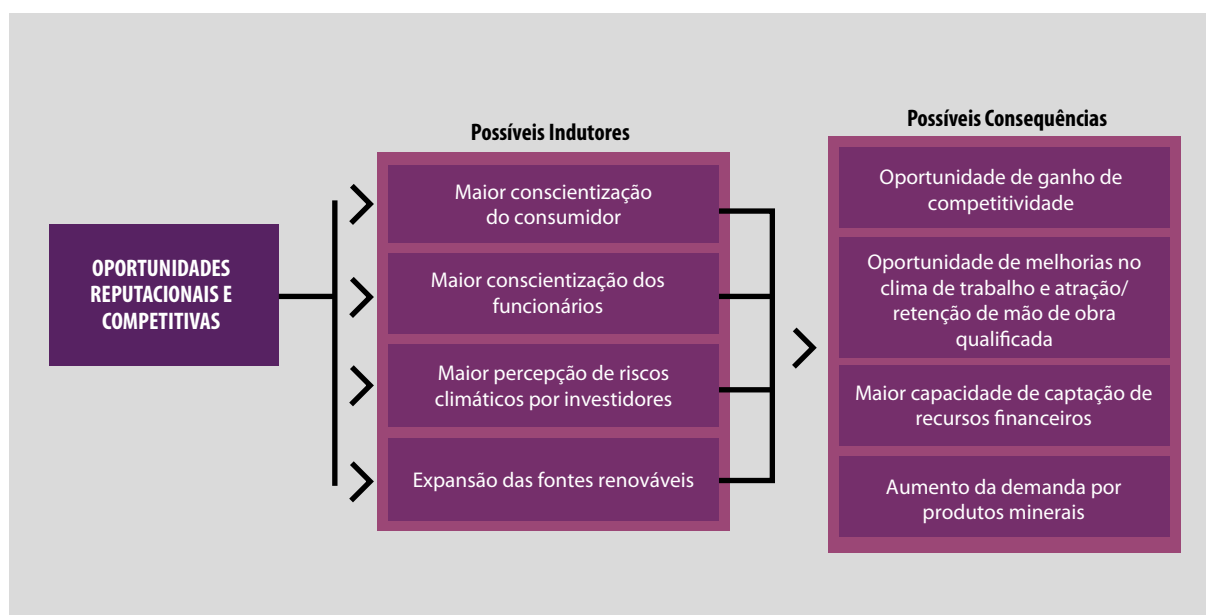 OPORTUNIDADES
REPUTACIONAIS E
COMPETITIVAS
Possíveis Indutores
Maior conscientização
do consumidor
Maior conscientização dos
funcionários
Maior percepção de riscos
climáticos por investidores
Expansão das fontes renováveis
Possíveis Consequências
Oportunidade de ganho de
competitividade
Oportunidade de melhorias no
clima de trabalho e atração/
retenção de mão de obra
qualificada
Maior capacidade de captação de
recursos financeiros
Aumento da demanda por
produtos minerais